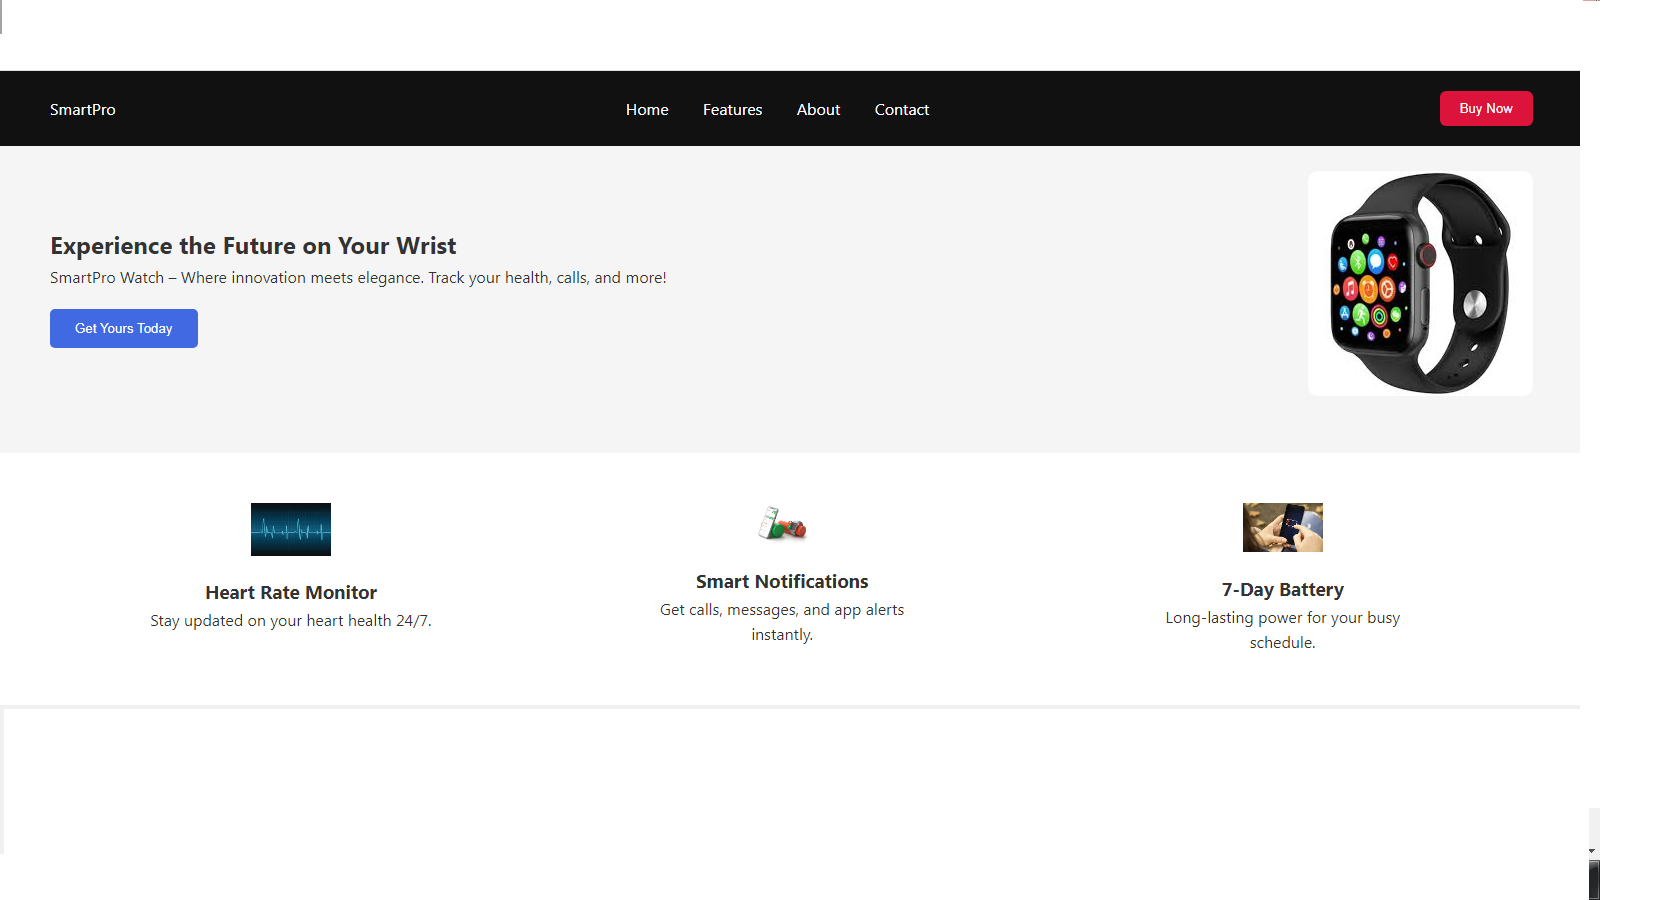 SmartPro
Home Features About Contact
Buy Now
Experience the Future on Your Wrist
SmartPro Watch – Where innovation meets elegance. Track your health, calls, and more!
Get Yours Today
Heart Rate Monitor
Stay updated on your heart health 24/7.
Smart Notifications
Get calls, messages, and app alerts
instantly.
7-Day Battery
Long-lasting power for your busy
schedule.